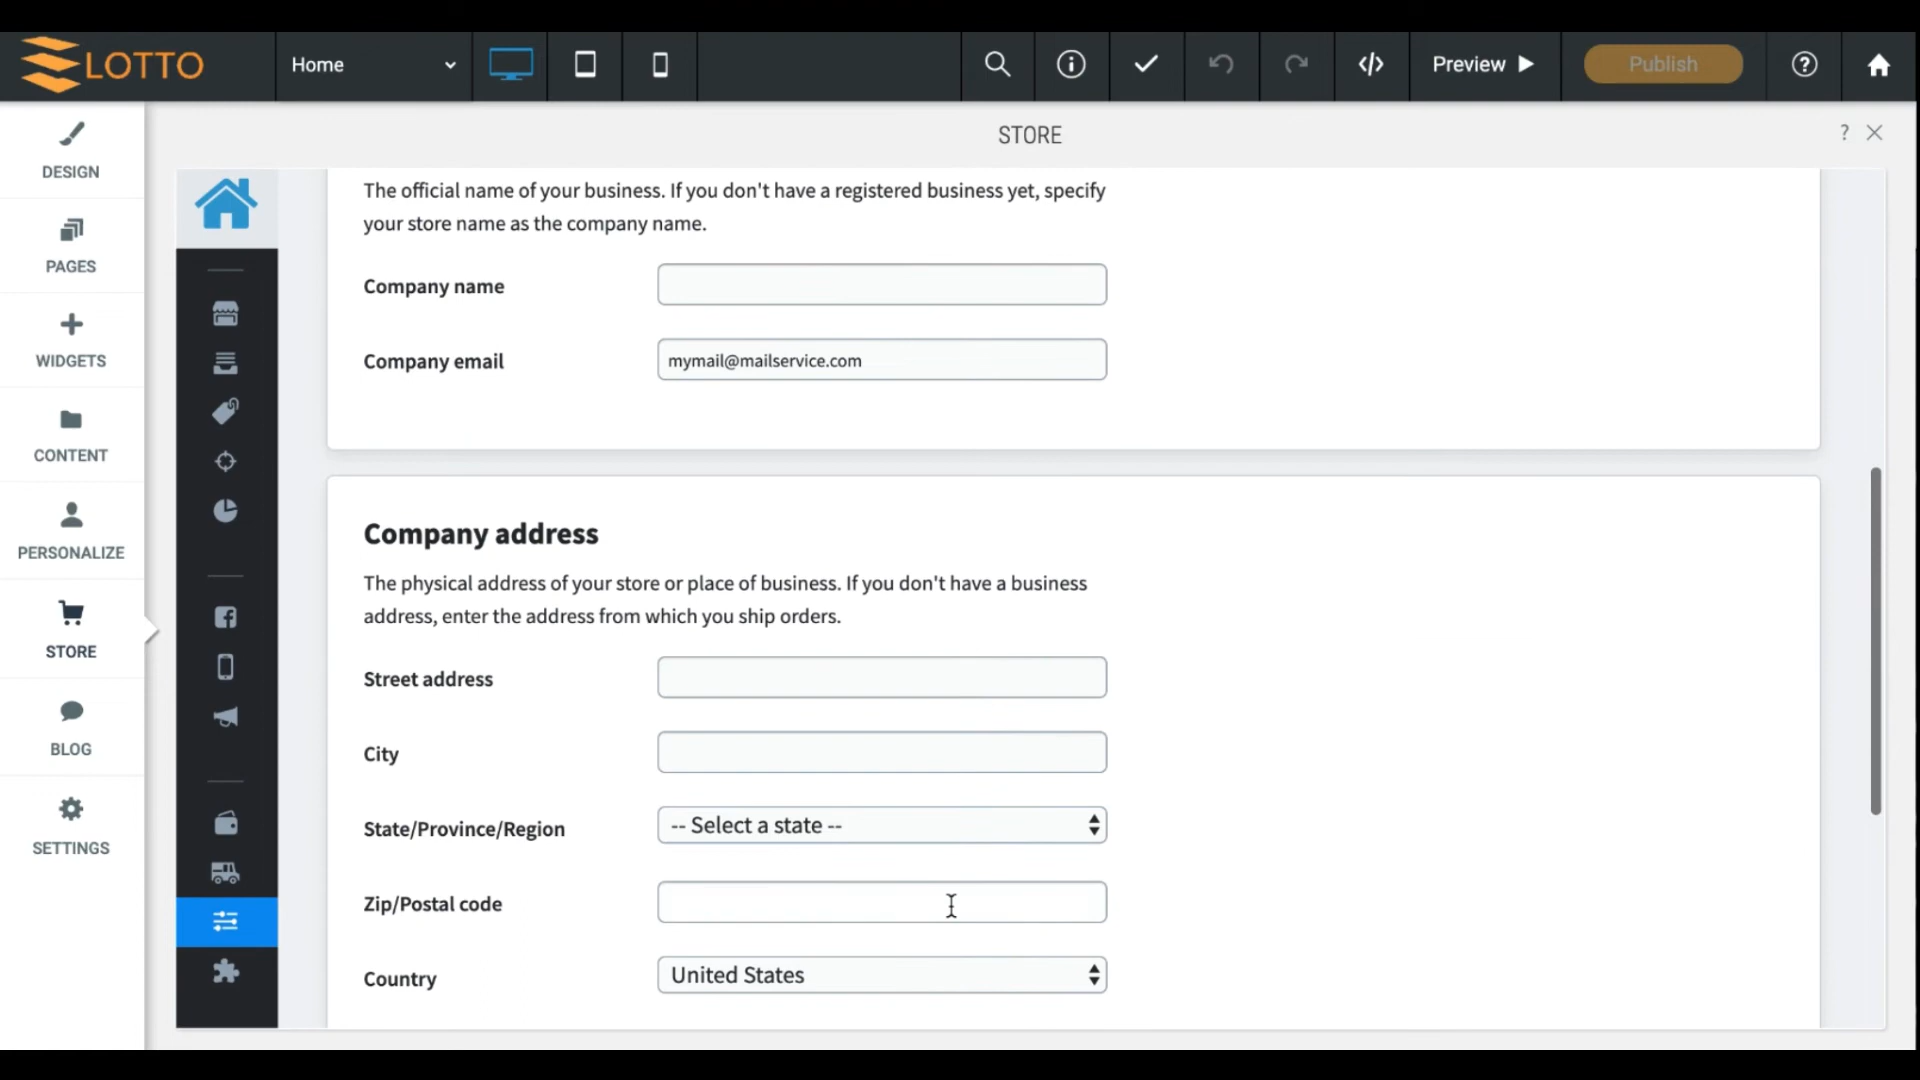 LOTTO
Home
Preview
Publish
STORE
?
DESIGN
PAGES
WIDGETS
CONTENT
PERSONALIZE
STORE
BLOG
SETTINGS
The official name of your business. If you don't have a registered business yet, specify
your store name as the company name.
Company name
Company email mymail@mailservice.com
Company address
The physical address of your store or place of business. If you don't have a business
address, enter the address from which you ship orders.
Street address
City
State/Province/Region -- Select a state --
Zip/Postal code
Country United States